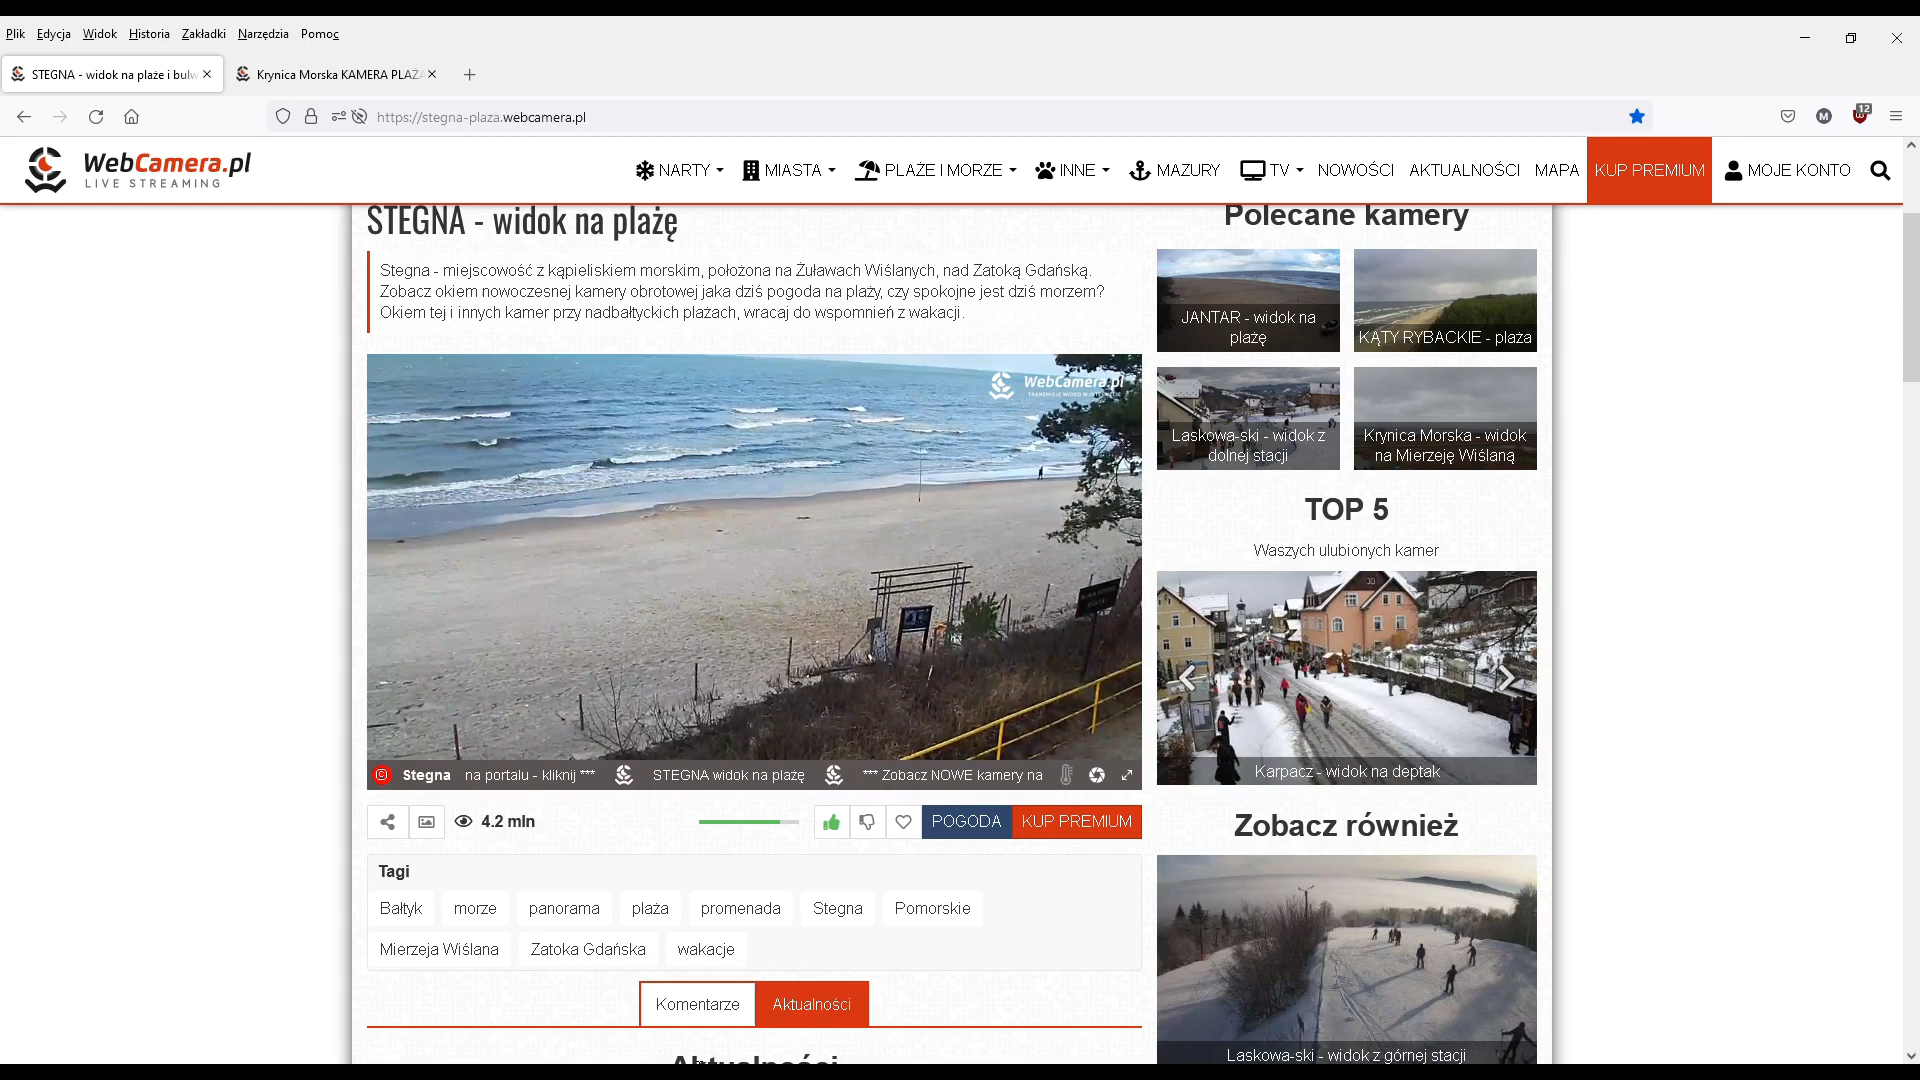 Plik Edycja Widok Historia Zakładki Narzędzia Pomoc
STEGNA - widok na plaże i bulw
Krynica Morska KAMERA PLAŻA
https://stegna-plaza.webcamera.pl
12
M
WebCamera.pl
LIVE STREAMING
NARTY MIASTA PLAŻE I MORZE INNE MAZURY TV NOWOŚCI AKTUALNOŚCI MAPA KUP PREMIUM MOJE KONTO
STEGNA - widok na plażę
Stegna - miejscowość z kąpieliskiem morskim, położona na Żuławach Wiślanych, nad Zatoką Gdańską.
Zobacz okiem nowoczesnej kamery obrotowej jaka dziś pogoda na plaży, czy spokojne jest dziś morzem?
Okiem tej i innych kamer przy nadbałtyckich plażach, wracaj do wspomnień z wakacji.
WebCamera.pl
TRANSMISJE WIDEO W INTERNECIE
Stegna na portalu - kliknij *** STEGNA widok na plażę *** Zobacz NOWE kamery na
4.2 mln
POGODA
KUP PREMIUM
Tagi
Bałtyk morze panorama plaża promenada Stegna Pomorskie
Mierzeja Wiślana Zatoka Gdańska wakacje
Komentarze Aktualności
Aktualności
Polecane kamery
JANTAR - widok na
plażę
KĄTY RYBACKIE - plaża
Laskowa-ski - widok z
dolnej stacji
Krynica Morska - widok
na Mierzeję Wiślaną
TOP 5
Waszych ulubionych kamer
Karpacz - widok na deptak
Zobacz również
Laskowa-ski - widok z górnej stacji